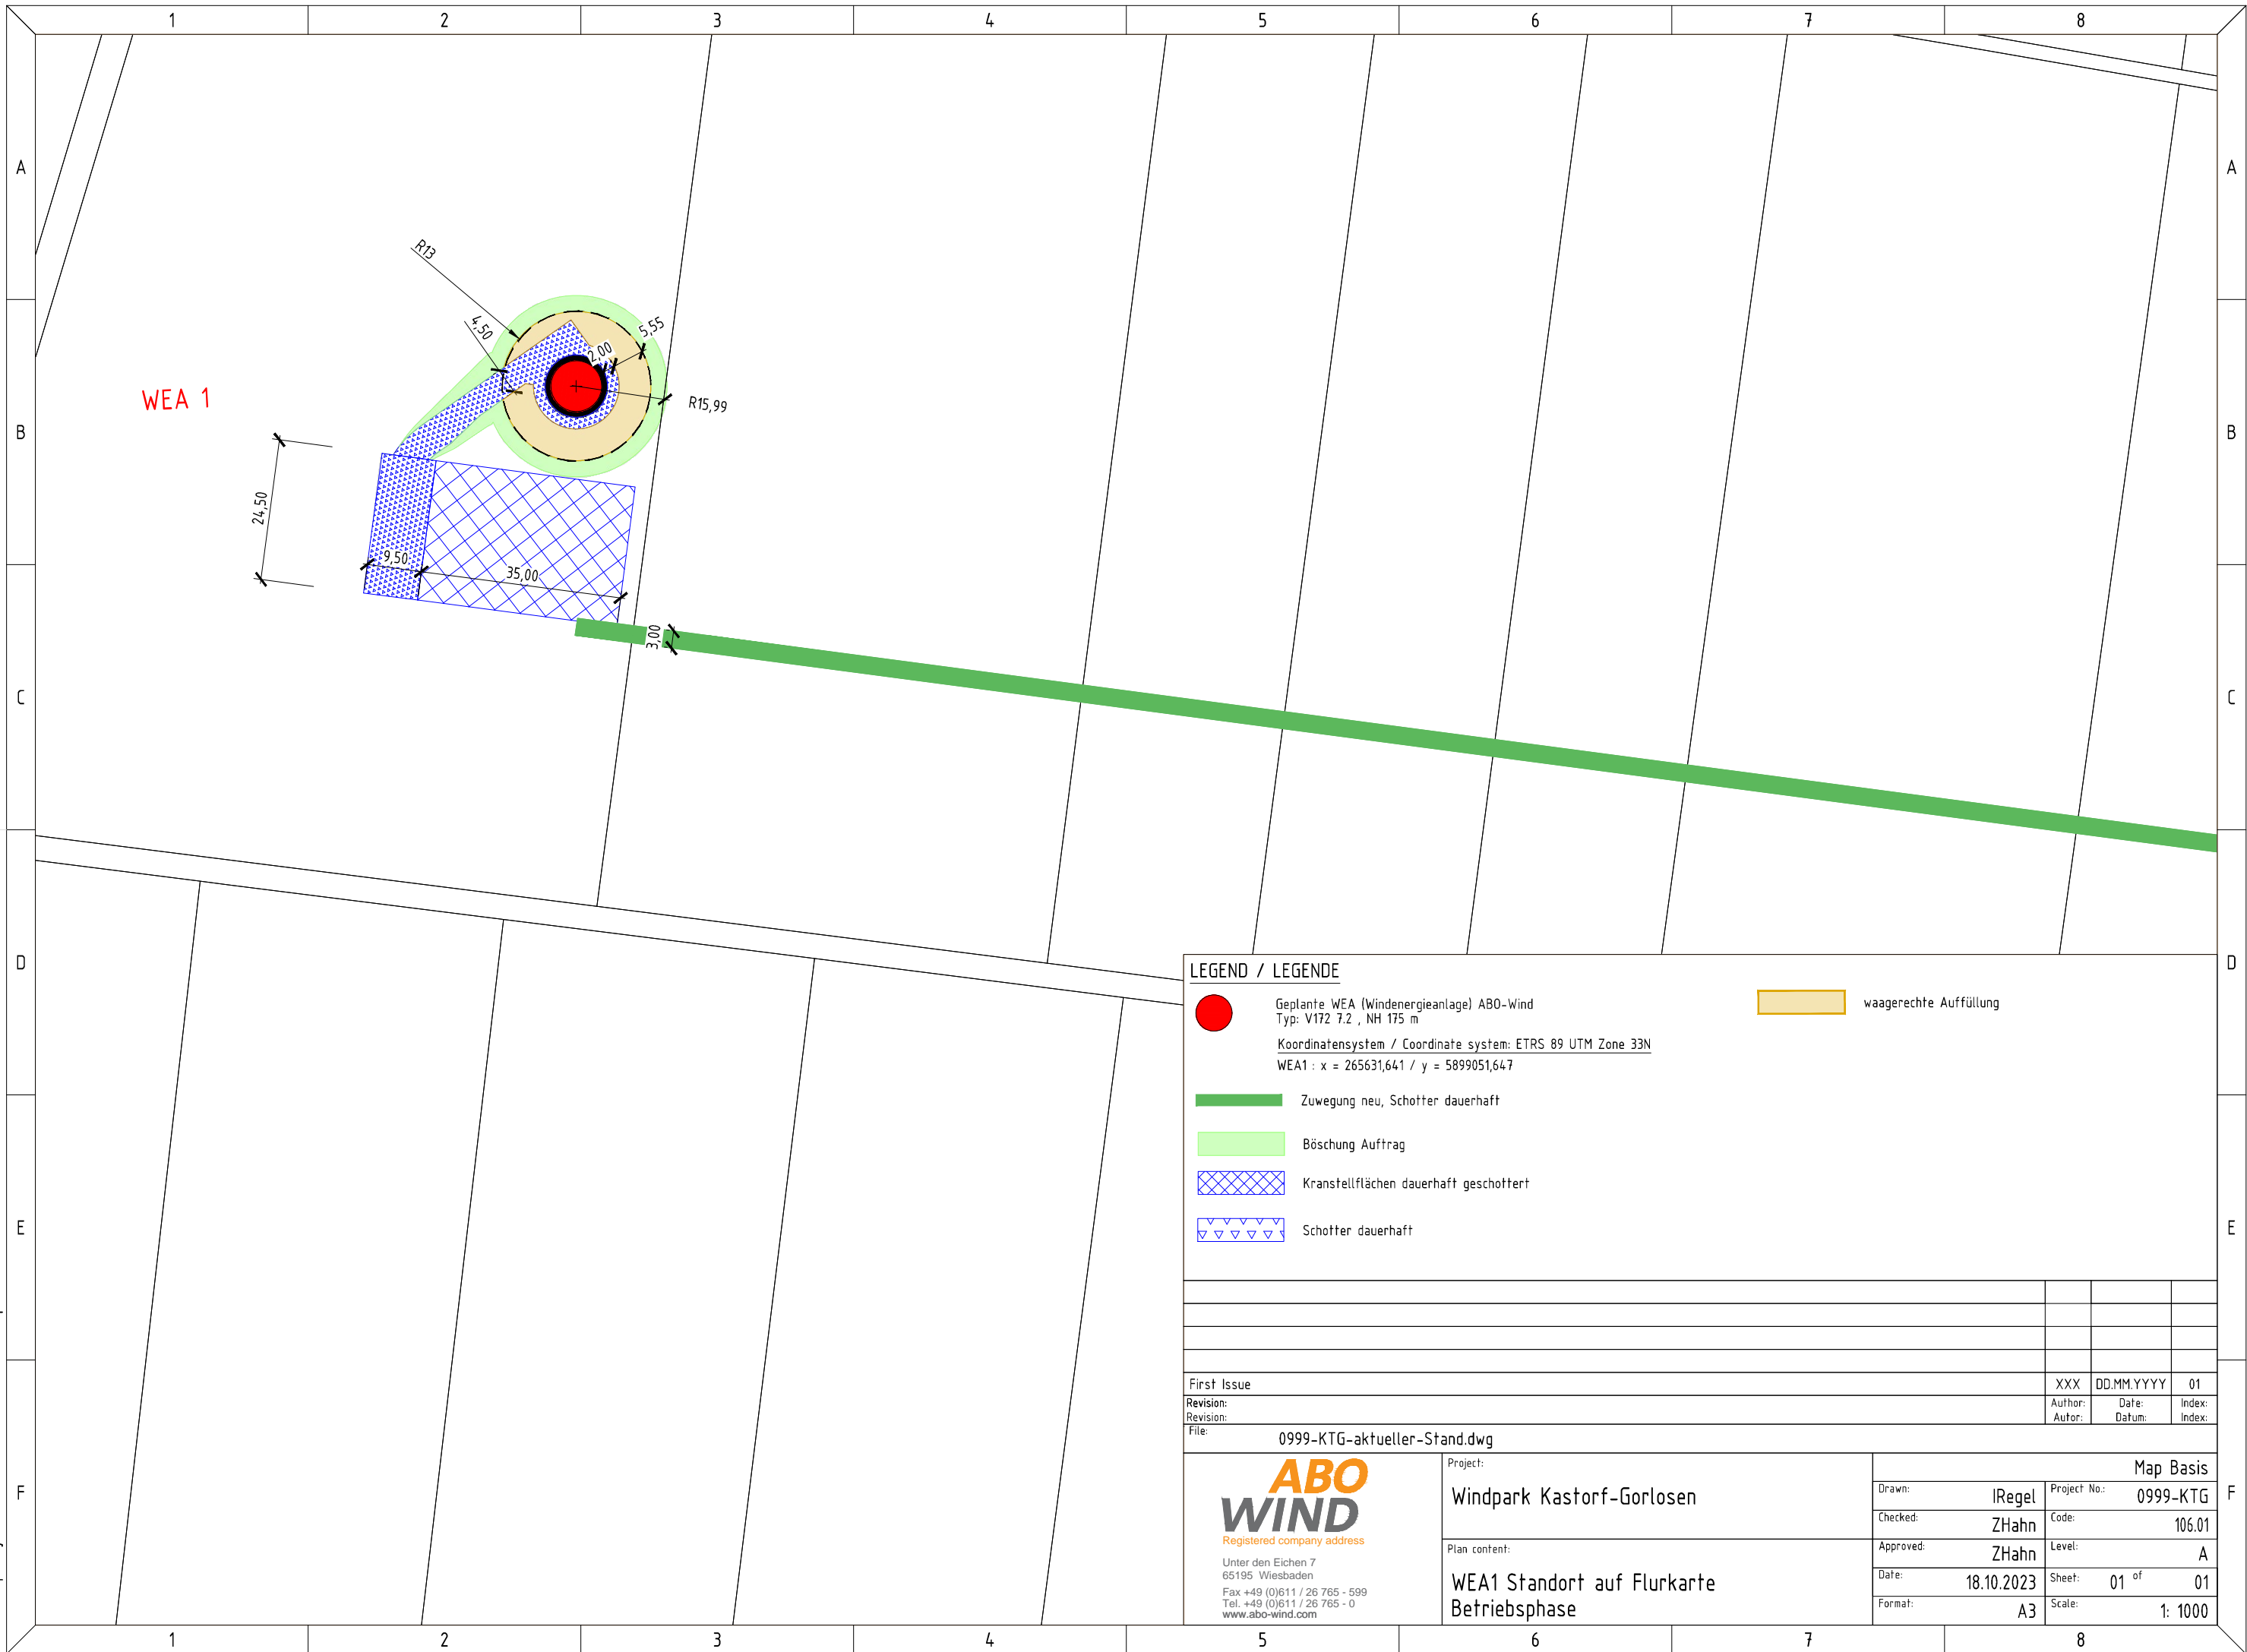 1 2 3 4 5 6 7 8
A A
R13
4,50
5,55
2,00
R15,99
WEA 1
B B
24,50
9,50
35,00
3,00
C C
D D
LEGEND / LEGENDE
Geplante WEA (Windenergieanlage) ABO-Wind
Typ: V172 7.2 , NH 175 m
waagerechte Auffüllung
Koordinatensystem / Coordinate system: ETRS 89 UTM Zone 33N
WEA1 : x = 265631,641 / y = 5899051,647
Zuwegung neu, Schotter dauerhaft
Böschung Auftrag
Kranstellflächen dauerhaft geschottert
E E
Schotter dauerhaft
First Issue XXX DD.MM.YYYY 01
Revision: Author: Date: Index:
Revision: Autor: Datum: Index:
File: 0999-KTG-aktueller-Stand.dwg
ABO
WIND
Registered company address
Unter den Eichen 7
65195 Wiesbaden
Fax +49 (0)611 / 26 765 - 599
Tel. +49 (0)611 / 26 765 - 0
www.abo-wind.com
Project:
Windpark Kastorf-Gorlosen
Plan content:
WEA1 Standort auf Flurkarte
Betriebsphase
Map Basis
Drawn: IRegel Project No.: 0999-KTG
Checked: ZHahn Code: 106.01
Approved: ZHahn Level: A
Date: 18.10.2023 Sheet: 01 of 01
Format: A3 Scale: 1: 1000
F F
1 2 3 4 5 6 7 8